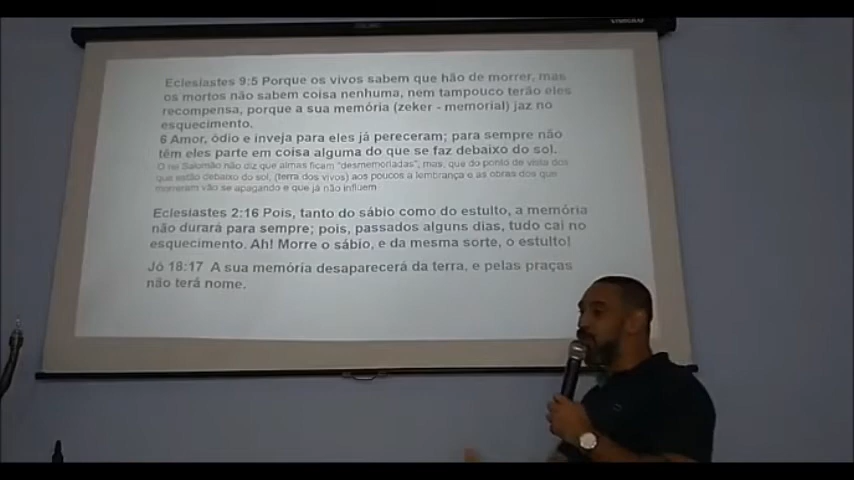 Eclesiastes 9:5 Porque os vivos sabem que hão de morrer, mas
os mortos não sabem coisa nenhuma, nem tampouco terão eles
recompensa, porque a sua memória (zeker - memorial) jaz no
esquecimento.
6 Amor, ódio e inveja para eles já pereceram; para sempre não
têm eles parte em coisa alguma do que se faz debaixo do sol.
O rei Salomão não diz que almas ficam "desmemoriadas", mas, que do ponto de vista dos
que estão debaixo do sol, (terra dos vivos) aos poucos a lembrança e as obras dos que
morreram vão se apagando e que já não influem
Eclesiastes 2:16 Pois, tanto do sábio como do estulto, a memória
não durará para sempre; pois, passados alguns dias, tudo cai no
esquecimento. Ah! Morre o sábio, e da mesma sorte, o estulto!
Jó 18:17 A sua memória desaparecerá da terra, e pelas praças
não terá nome.